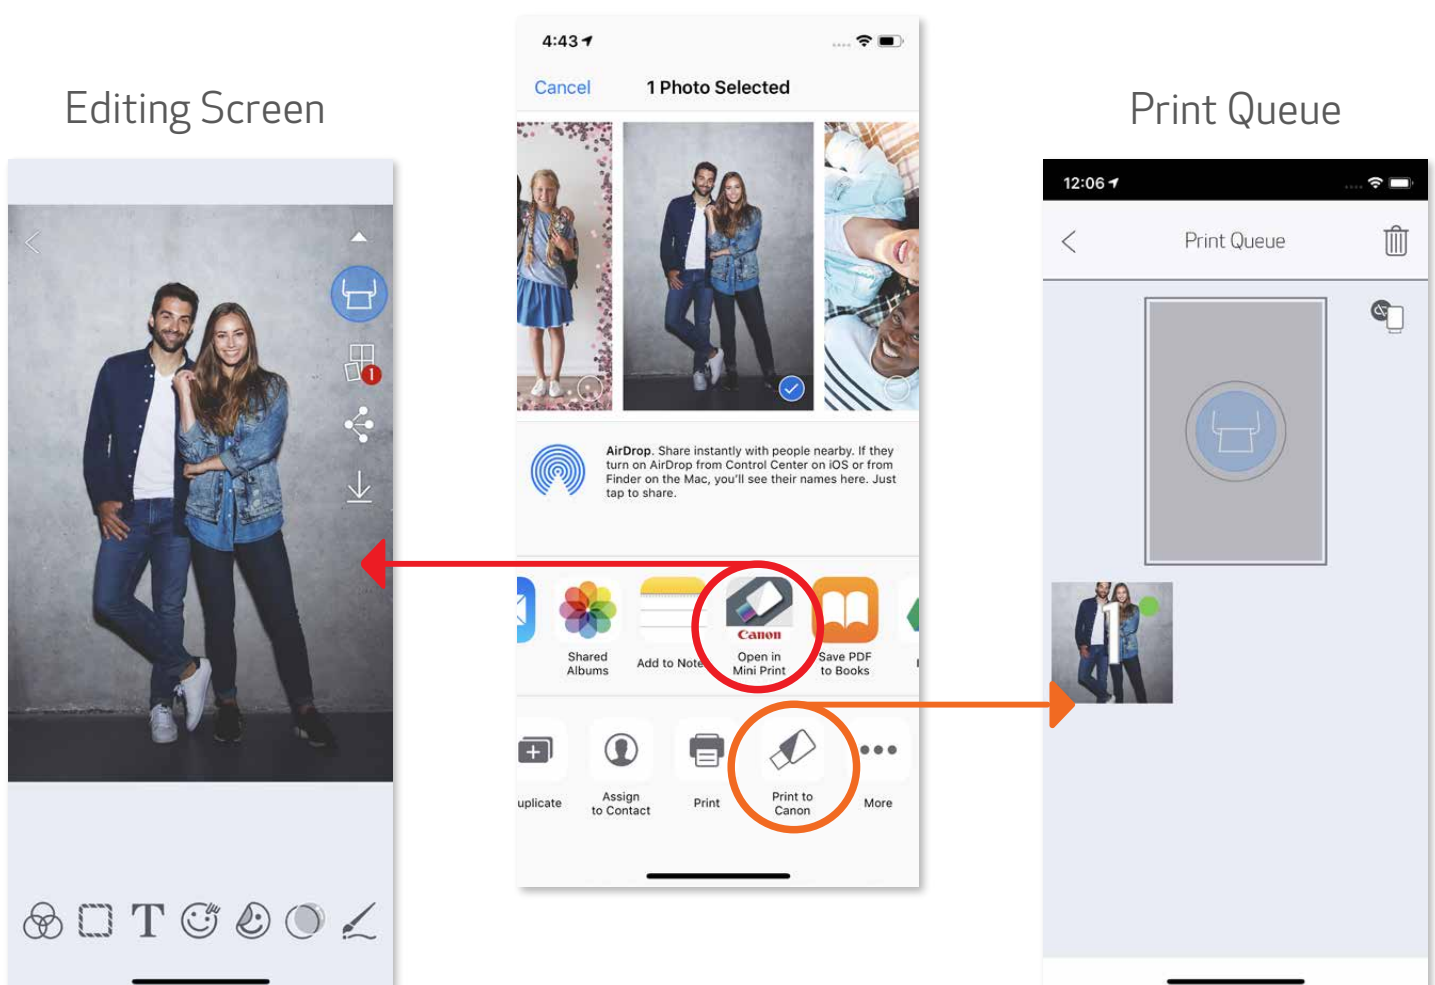 Editing Screen
1
4:43
Cancel
1 Photo Selected
AirDrop. Share instantly with people nearby. If they
turn on AirDrop from Control Center on iOS or from
Finder on the Mac, you'll see their names here. Just
tap to share.
Shared
Albums
Add to Note
Canon
Open in
Mini Print
Save PDF
to Books
uplicate
Assign
to Contact
Print
Print to
Canon
More
T
Print Queue
12:06
Print Queue
1